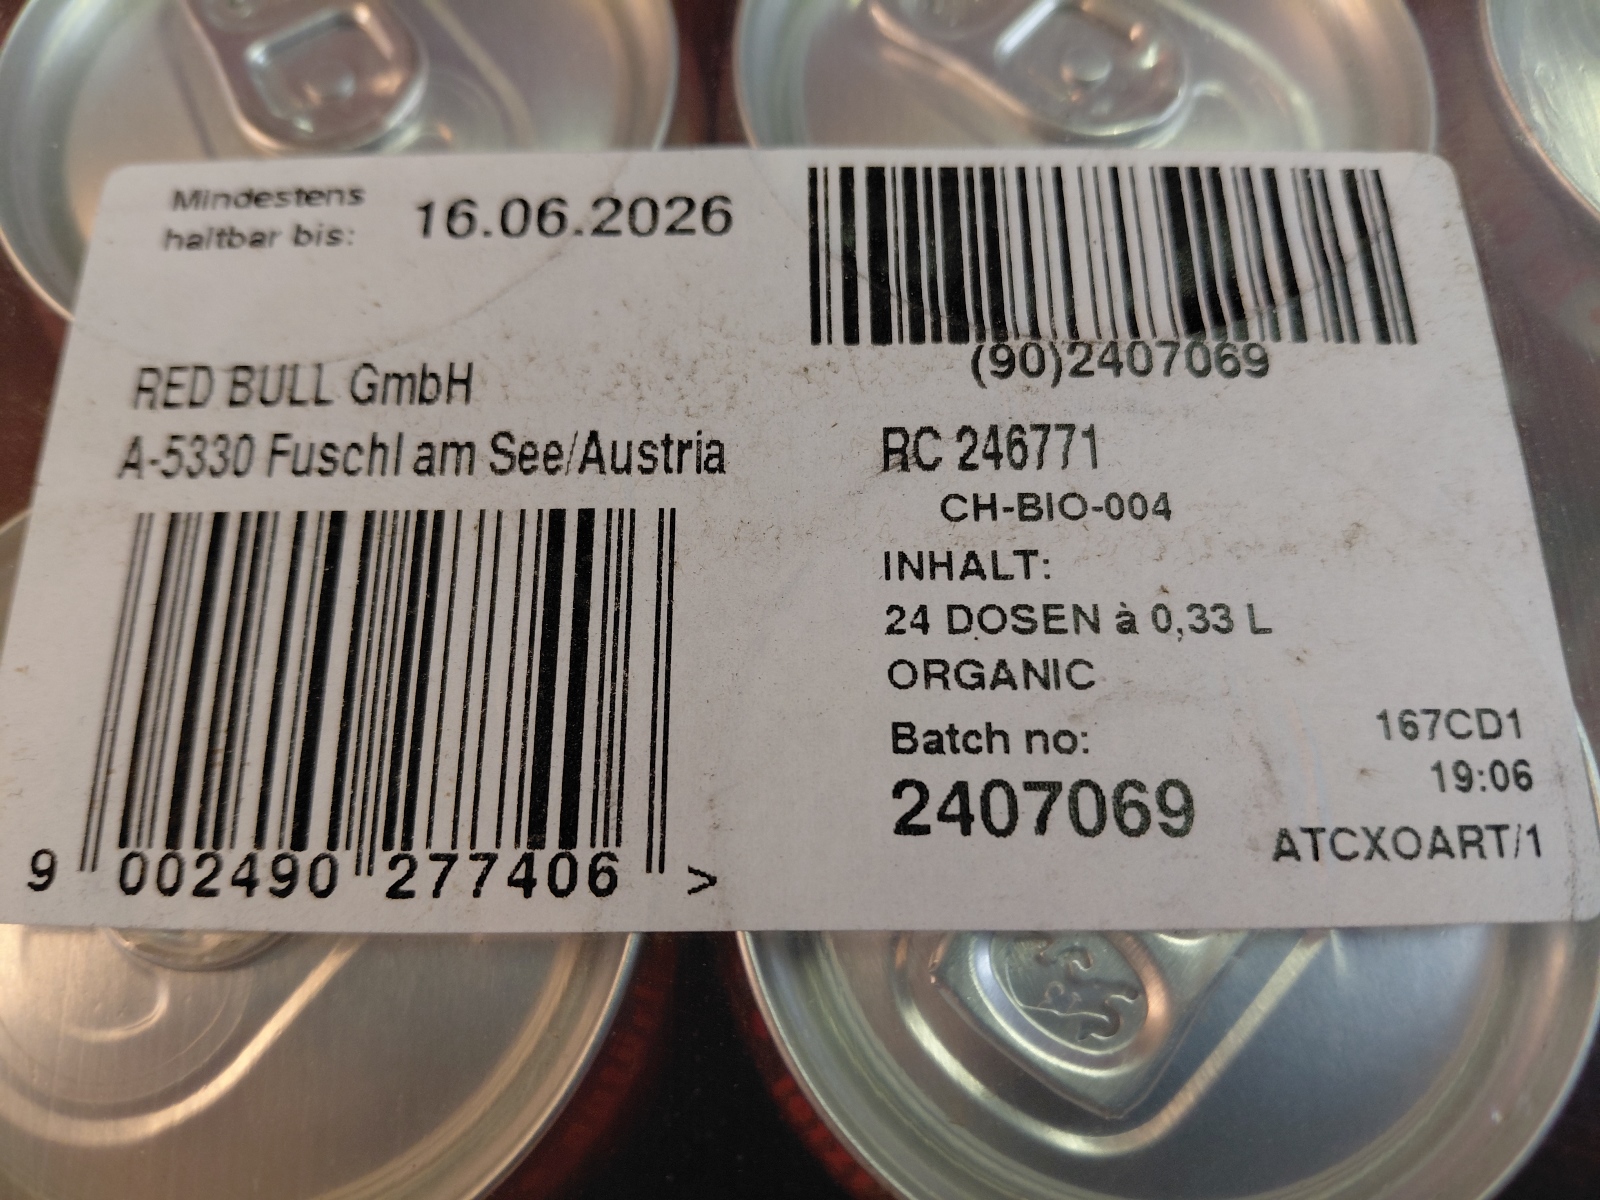 Mindestens
haltbar bis:
16.06.2026
(90)2407069
RED BULL GmbH
A-5330 Fuschl am See/Austria
9 002490 277406 >
RC 246771
CH-BIO-004
INHALT:
24 DOSEN à 0,33 L
ORGANIC
Batch no:
2407069
167CD1
19:06
ATCXOART/1